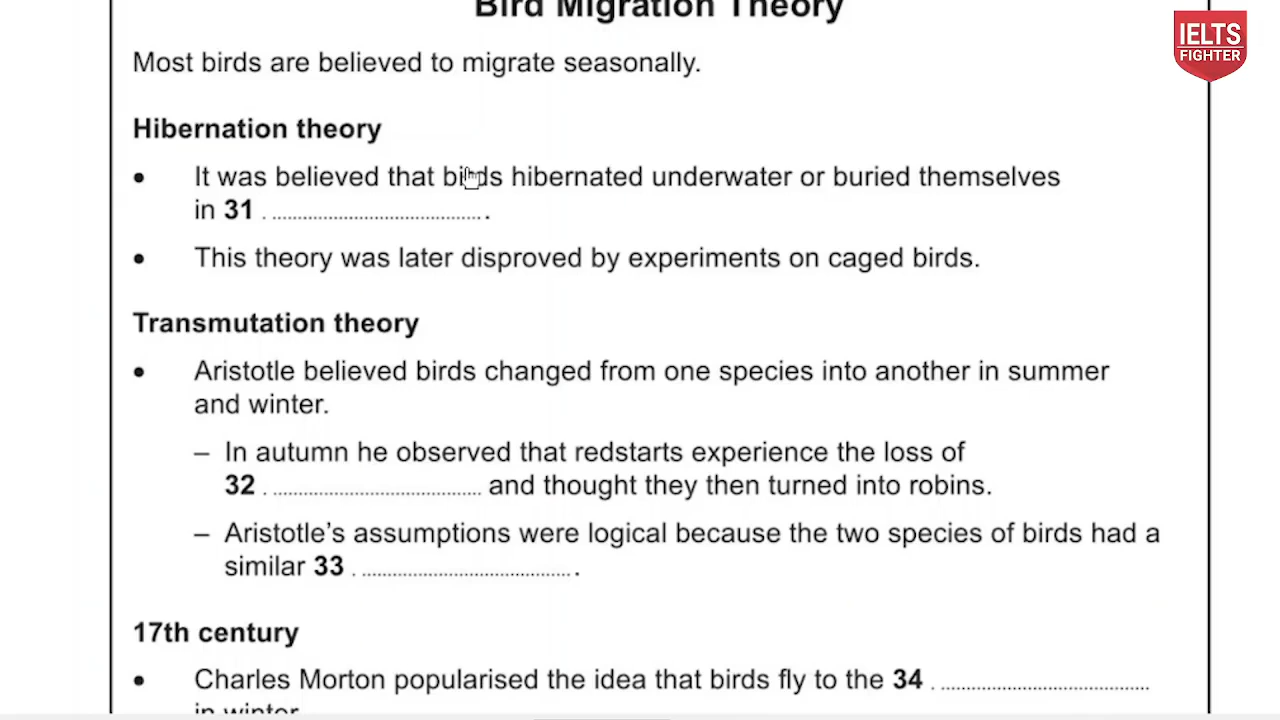 Bird Migration Theory
IELTS
FIGHTER
Most birds are believed to migrate seasonally.
Hibernation theory
• It was believed that birds hibernated underwater or buried themselves
in 31 . ........................................ .
• This theory was later disproved by experiments on caged birds.
Transmutation theory
• Aristotle believed birds changed from one species into another in summer
and winter.
– In autumn he observed that redstarts experience the loss of
32 . ........................................ and thought they then turned into robins.
– Aristotle’s assumptions were logical because the two species of birds had a
similar 33 . ........................................ .
17th century
• Charles Morton popularised the idea that birds fly to the 34 . ........................................
in winter.